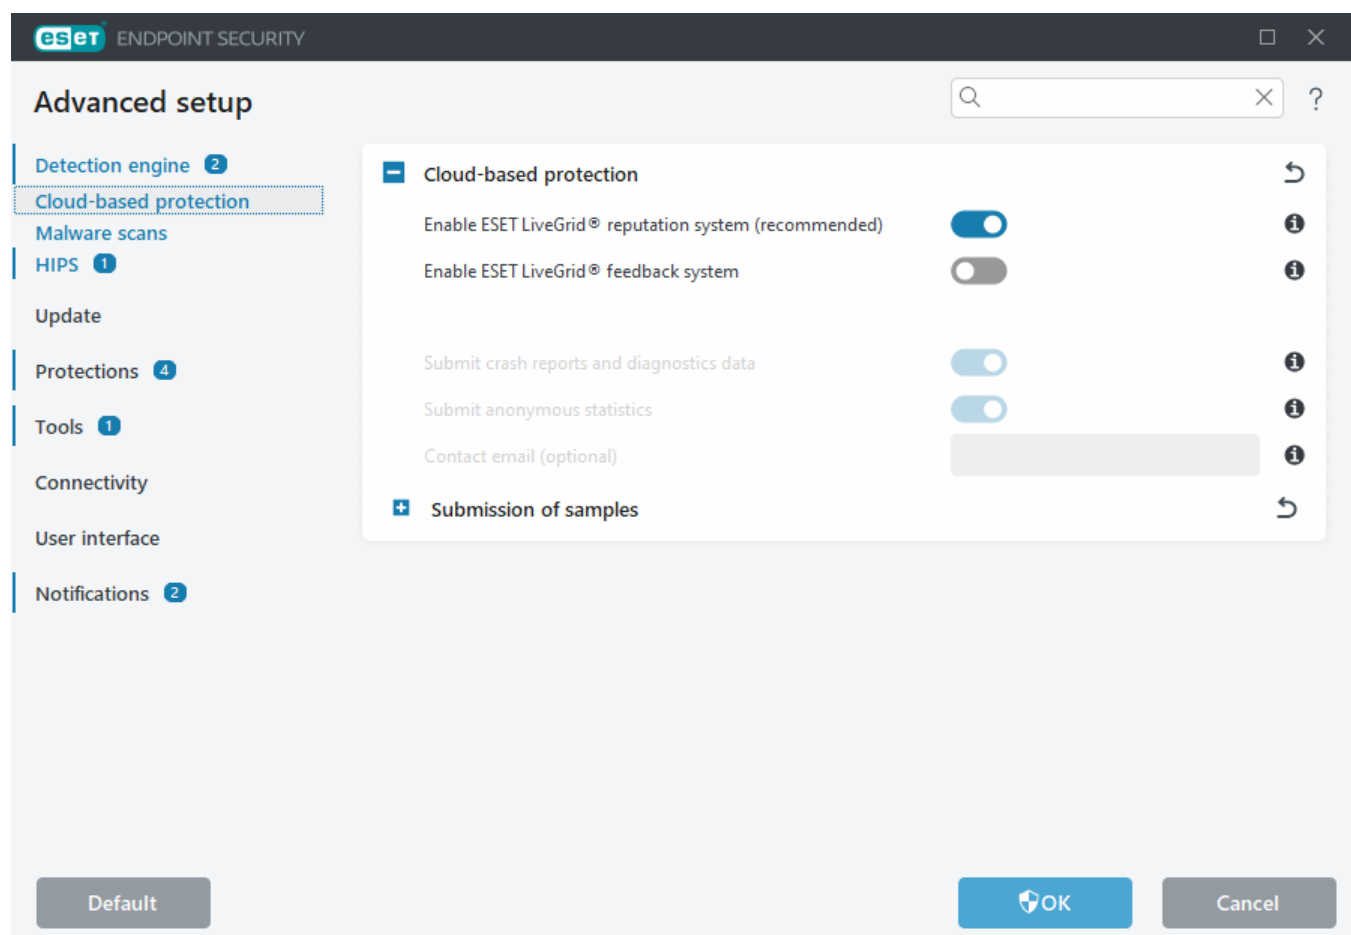 eset ENDPOINT SECURITY
Advanced setup
?
Detection engine 2
Cloud-based protection
Malware scans
HIPS 1
Update
Protections 4
Tools 1
Connectivity
User interface
Notifications 2
Cloud-based protection
Enable ESET LiveGrid® reputation system (recommended)
Enable ESET LiveGrid® feedback system
Submit crash reports and diagnostics data
Submit anonymous statistics
Contact email (optional)
Submission of samples
Default
OK
Cancel